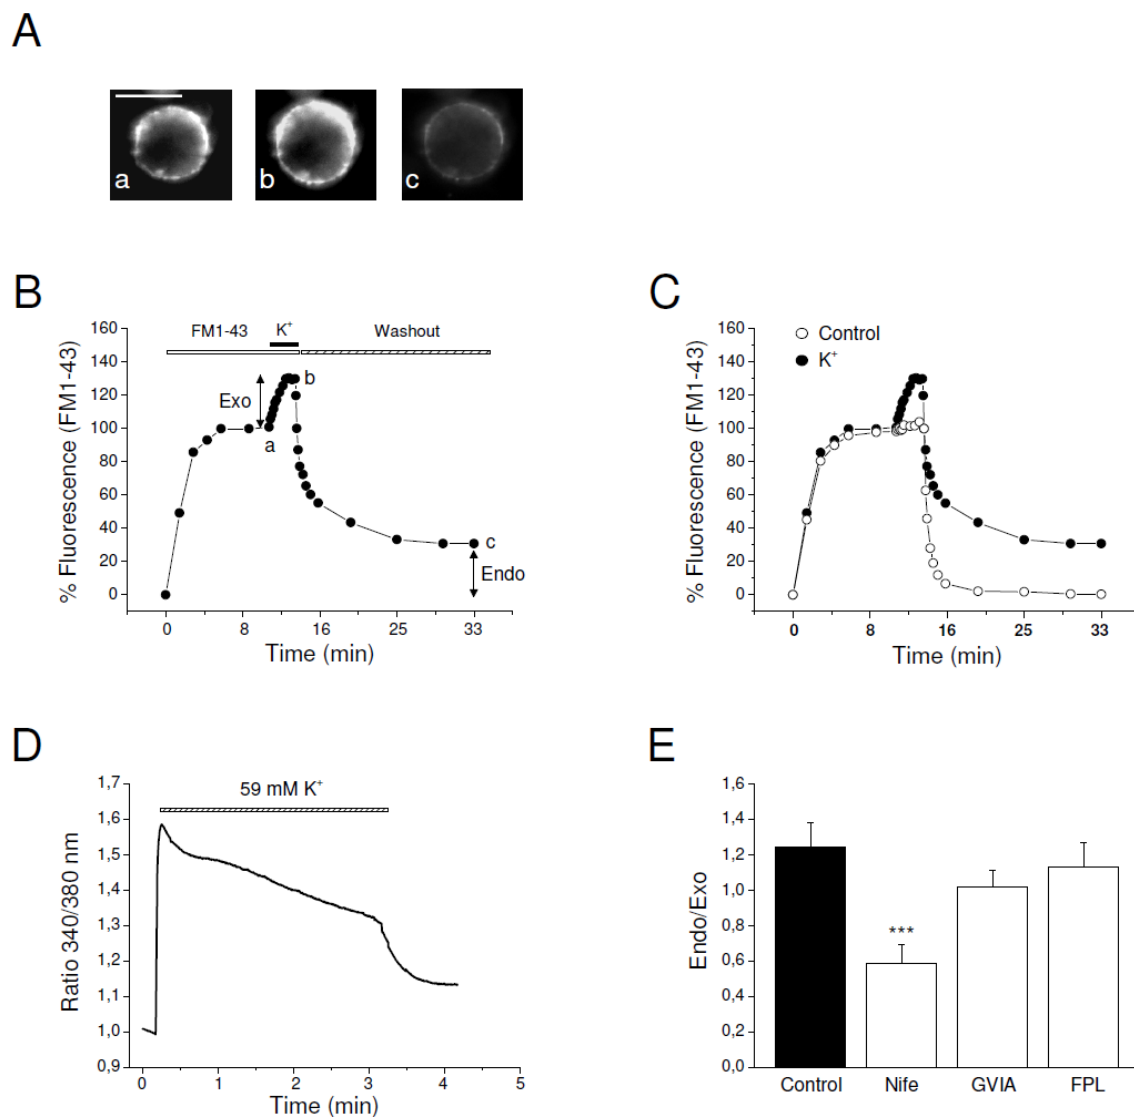 A
a b c
B
160
140
120
100
80
60
40
20
0
% Fluorescence (FM1-43)
FM1-43 K+ Washout
Exo
a
b
c
Endo
0 8 16 25 33
Time (min)
C
160
140
120
100
80
60
40
20
0
% Fluorescence (FM1-43)
Control
K+
0 8 16 25 33
Time (min)
D
1,7
1,6
1,5
1,4
1,3
1,2
1,1
1,0
0,9
Ratio 340/380 nm
59 mM K+
0 1 2 3 4 5
Time (min)
E
1,6
1,4
1,2
1,0
0,8
0,6
0,4
0,2
0,0
Endo/Exo
***
Control Nife GVIA FPL